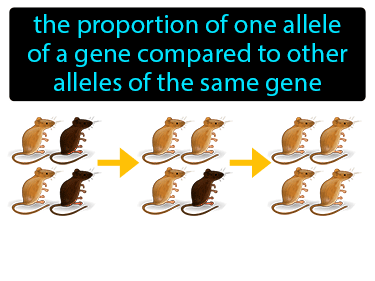 the proportion of one allele
of a gene compared to other
alleles of the same gene